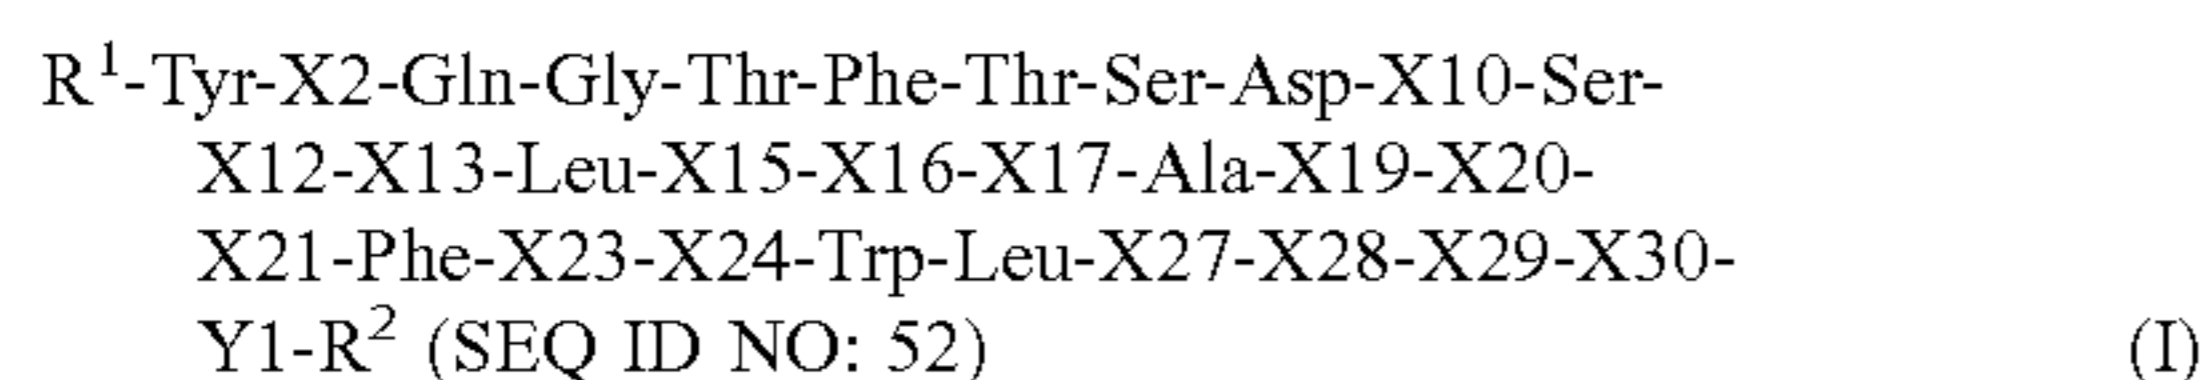 R¹-Tyr-X2-Gln-Gly-Thr-Phe-Thr-Ser-Asp-X10-Ser-
X12-X13-Leu-X15-X16-X17-Ala-X19-X20-
X21-Phe-X23-X24-Trp-Leu-X27-X28-X29-X30-
Y1-R² (SEQ ID NO: 52) (I)